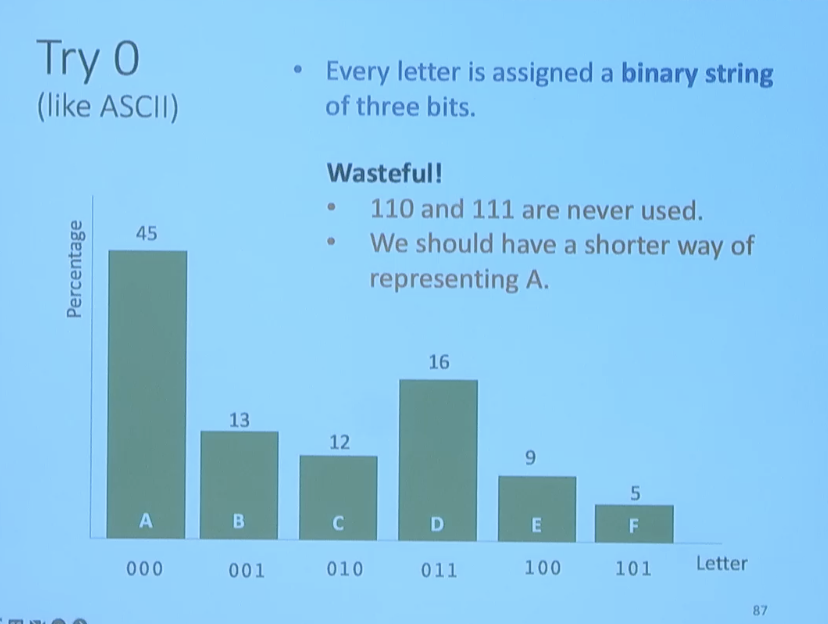 Try 0
(like ASCII)
• Every letter is assigned a binary string
of three bits.
Wasteful!
• 110 and 111 are never used.
• We should have a shorter way of
representing A.
Percentage
45
13
12
16
9
5
A
B
C
D
E
F
000
001
010
011
100
101
Letter
87